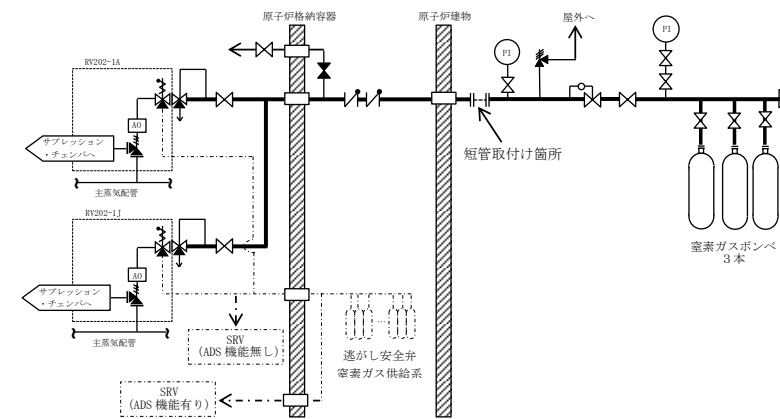 原子炉格納容器
原子炉建物
屋外へ
PI
PI
RV202-1A
AO
サプレッション
・チェンバへ
主蒸気配管
短管取付け箇所
RV202-1J
AO
サプレッション
・チェンバへ
主蒸気配管
窒素ガスボンベ
3本
SRV
(ADS 機能無し)
逃がし安全弁
窒素ガス供給系
SRV
(ADS 機能有り)